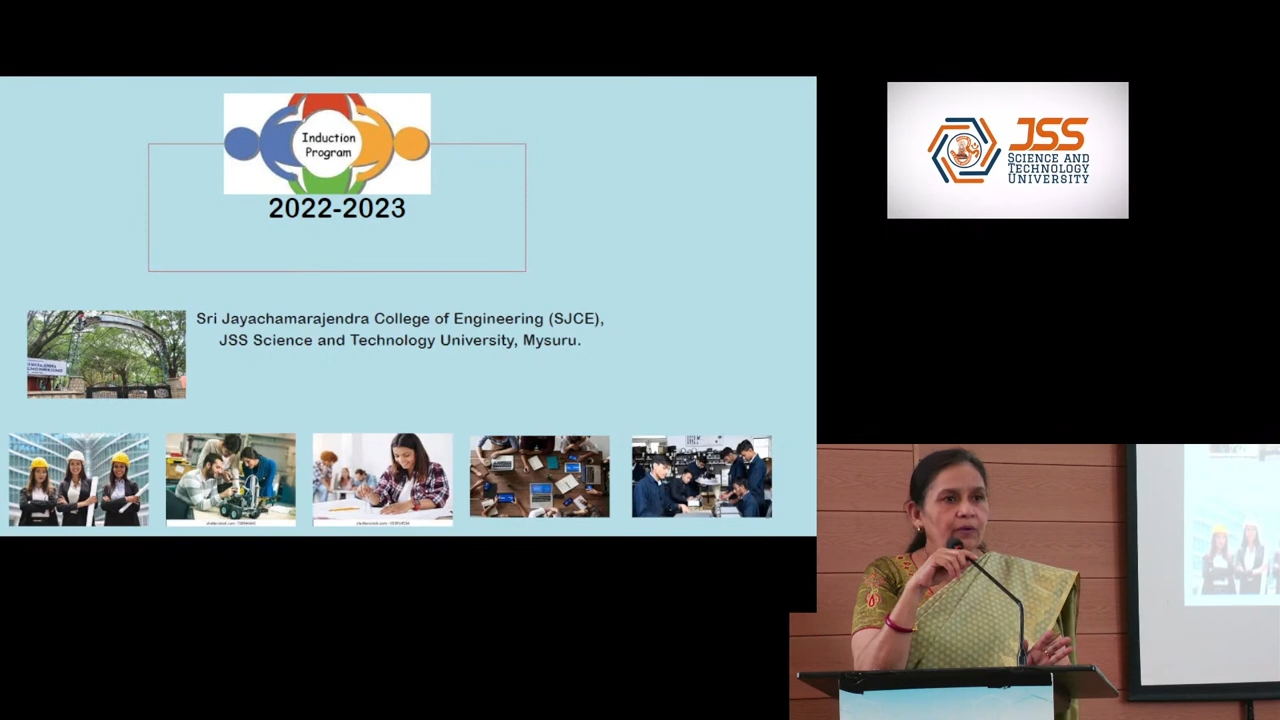 Induction
Program
2022-2023
Sri Jayachamarajendra College of Engineering (SJCE),
JSS Science and Technology University, Mysuru.
JSS
SCIENCE AND
TECHNOLOGY
UNIVERSITY